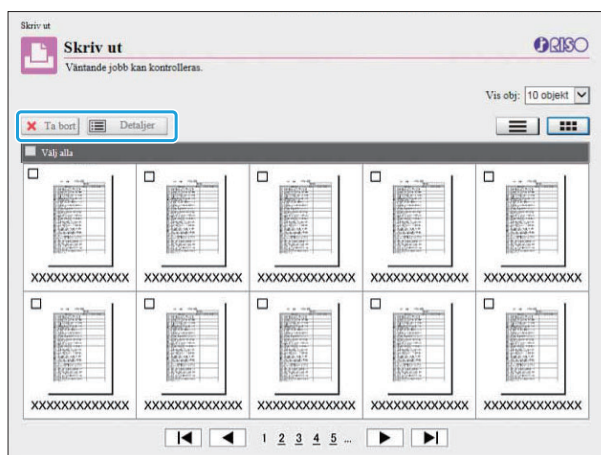 Skriv ut
Skriv ut
RISO
Väntande jobb kan kontrolleras.
Vis obj: 10 objekt
Ta bort Detaljer
Välj alla
XXXXXXXXXXXXX XXXXXXXXXXXXX XXXXXXXXXXXXX XXXXXXXXXXXXX XXXXXXXXXXXXX
XXXXXXXXXXXXX XXXXXXXXXXXXX XXXXXXXXXXXXX XXXXXXXXXXXXX XXXXXXXXXXXXX
1 2 3 4 5 ...